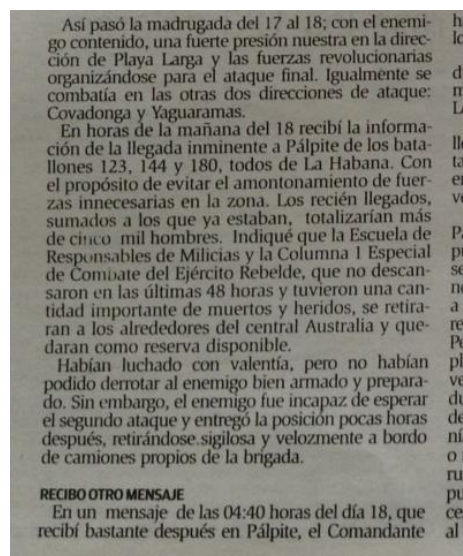 Así pasó la madrugada del 17 al 18; con el enemi-
go contenido, una fuerte presión nuestra en la direc-
ción de Playa Larga y las fuerzas revolucionarias
organizándose para el ataque final. Igualmente se
combatía en las otras dos direcciones de ataque:
Covadonga y Yaguaramas.
En horas de la mañana del 18 recibí la informa-
ción de la llegada inminente a Pálpite de los bata-
llones 123, 144 y 180, todos de La Habana. Con
el propósito de evitar el amontonamiento de fuer-
zas innecesarias en la zona. Los recién llegados,
sumados a los que ya estaban, totalizarían más
de cinco mil hombres. Indiqué que la Escuela de
Responsables de Milicias y la Columna 1 Especial
de Combate del Ejército Rebelde, que no descan-
saron en las últimas 48 horas y tuvieron una can-
tidad importante de muertos y heridos, se retira-
ran a los alrededores del central Australia y que-
daran como reserva disponible.
Habían luchado con valentía, pero no habían
podido derrotar al enemigo bien armado y prepara-
do. Sin embargo, el enemigo fue incapaz de esperar
el segundo ataque y entregó la posición pocas horas
después, retirándose sigilosa y velozmente a bordo
de camiones propios de la brigada.
RECIBO OTRO MENSAJE
En un mensaje de las 04:40 horas del día 18, que
recibí bastante después en Pálpite, el Comandante